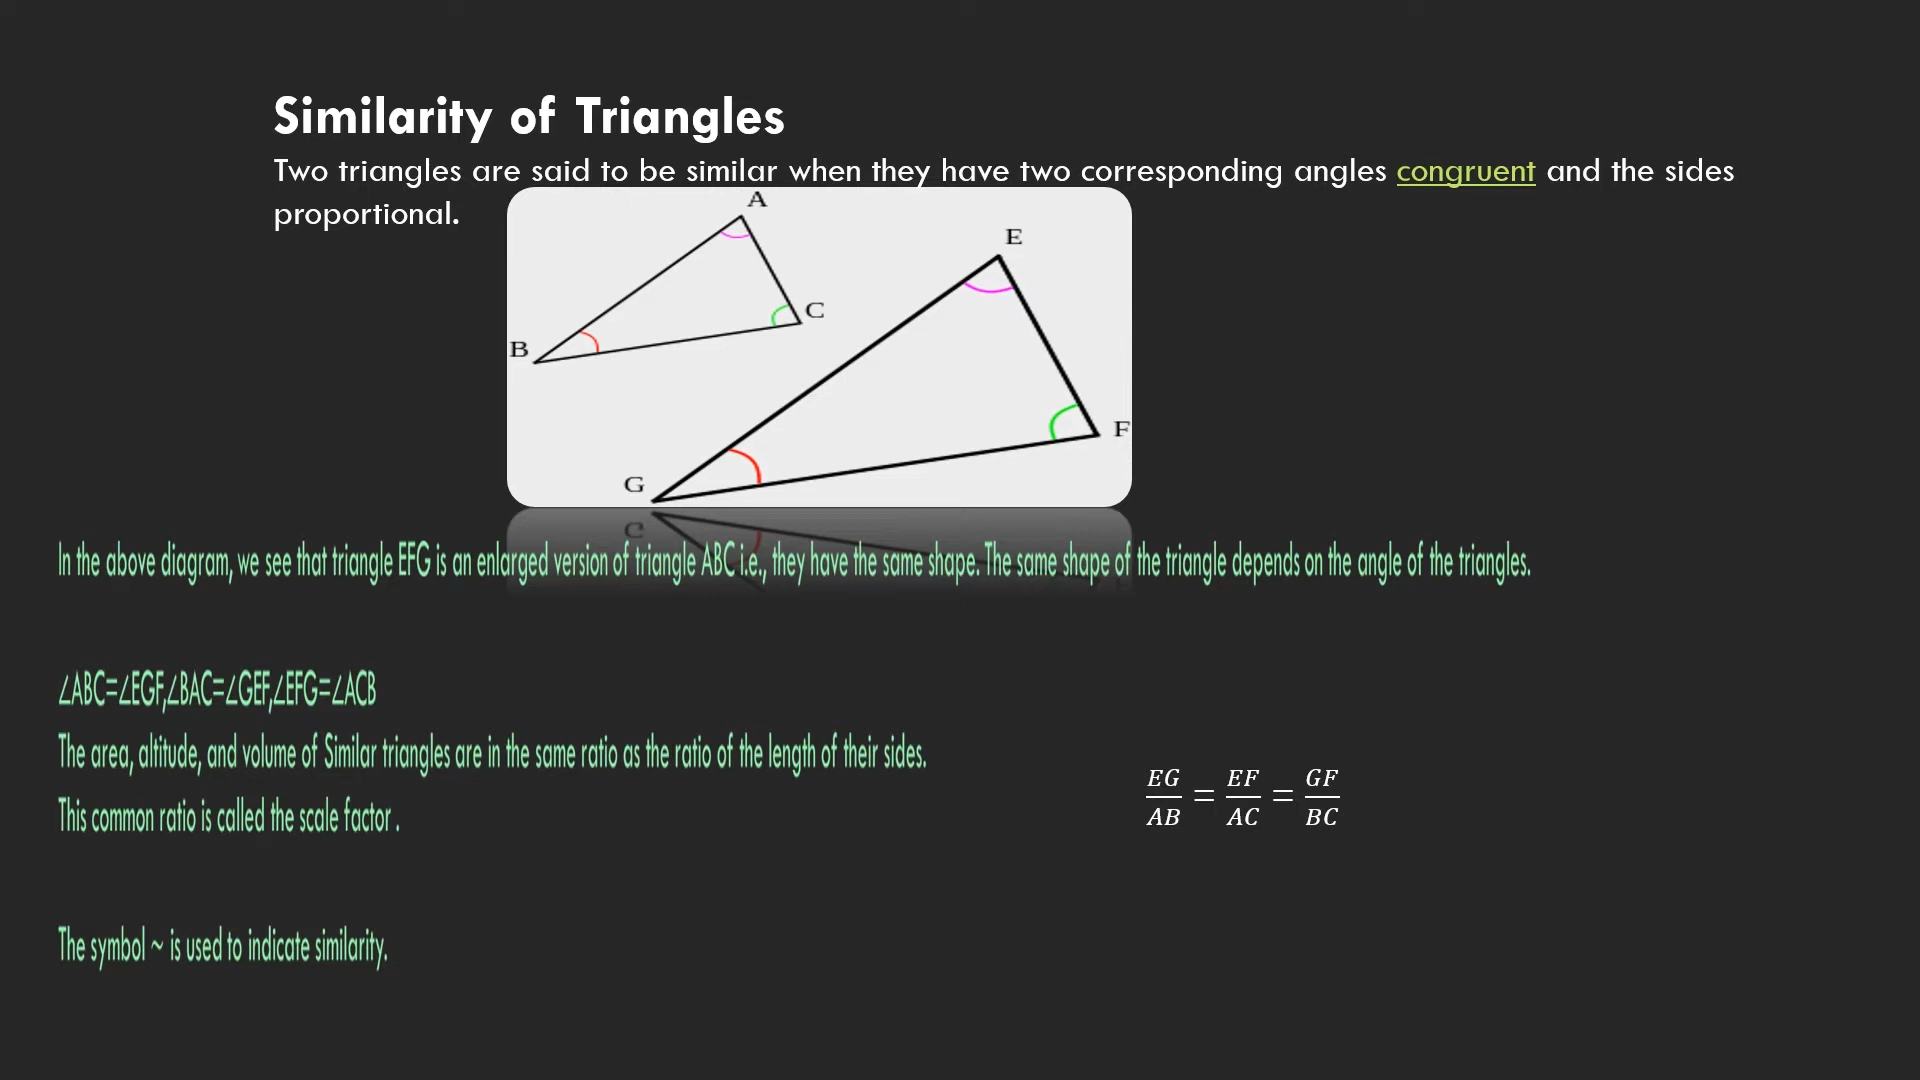 Similarity of Triangles
Two triangles are said to be similar when they have two corresponding angles congruent and the sides
proportional.
A
E
C
B
F
G
In the above diagram, we see that triangle EFG is an enlarged version of triangle ABC i.e., they have the same shape. The same shape of the triangle depends on the angle of the triangles.
∠ABC=∠EGF,∠BAC=∠GEF,∠EFG=∠ACB
The area, altitude, and volume of Similar triangles are in the same ratio as the ratio of the length of their sides.
EG/AB = EF/AC = GF/BC
This common ratio is called the scale factor .
The symbol ~ is used to indicate similarity.